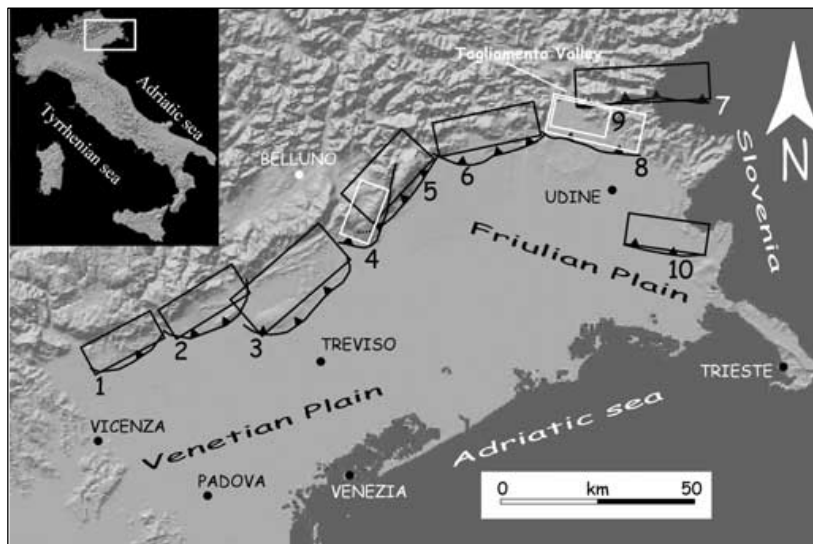 Adriatic sea
Tyrrhenian sea
Tagliamento Valley
7
9
8
BELLUNO
5
6
UDINE
Slovenia
N
4
Friulian Plain
10
3
2
1
TREVISO
TRIESTE
VICENZA
Venetian Plain
Adriatic sea
PADOVA
VENEZIA
0 km 50